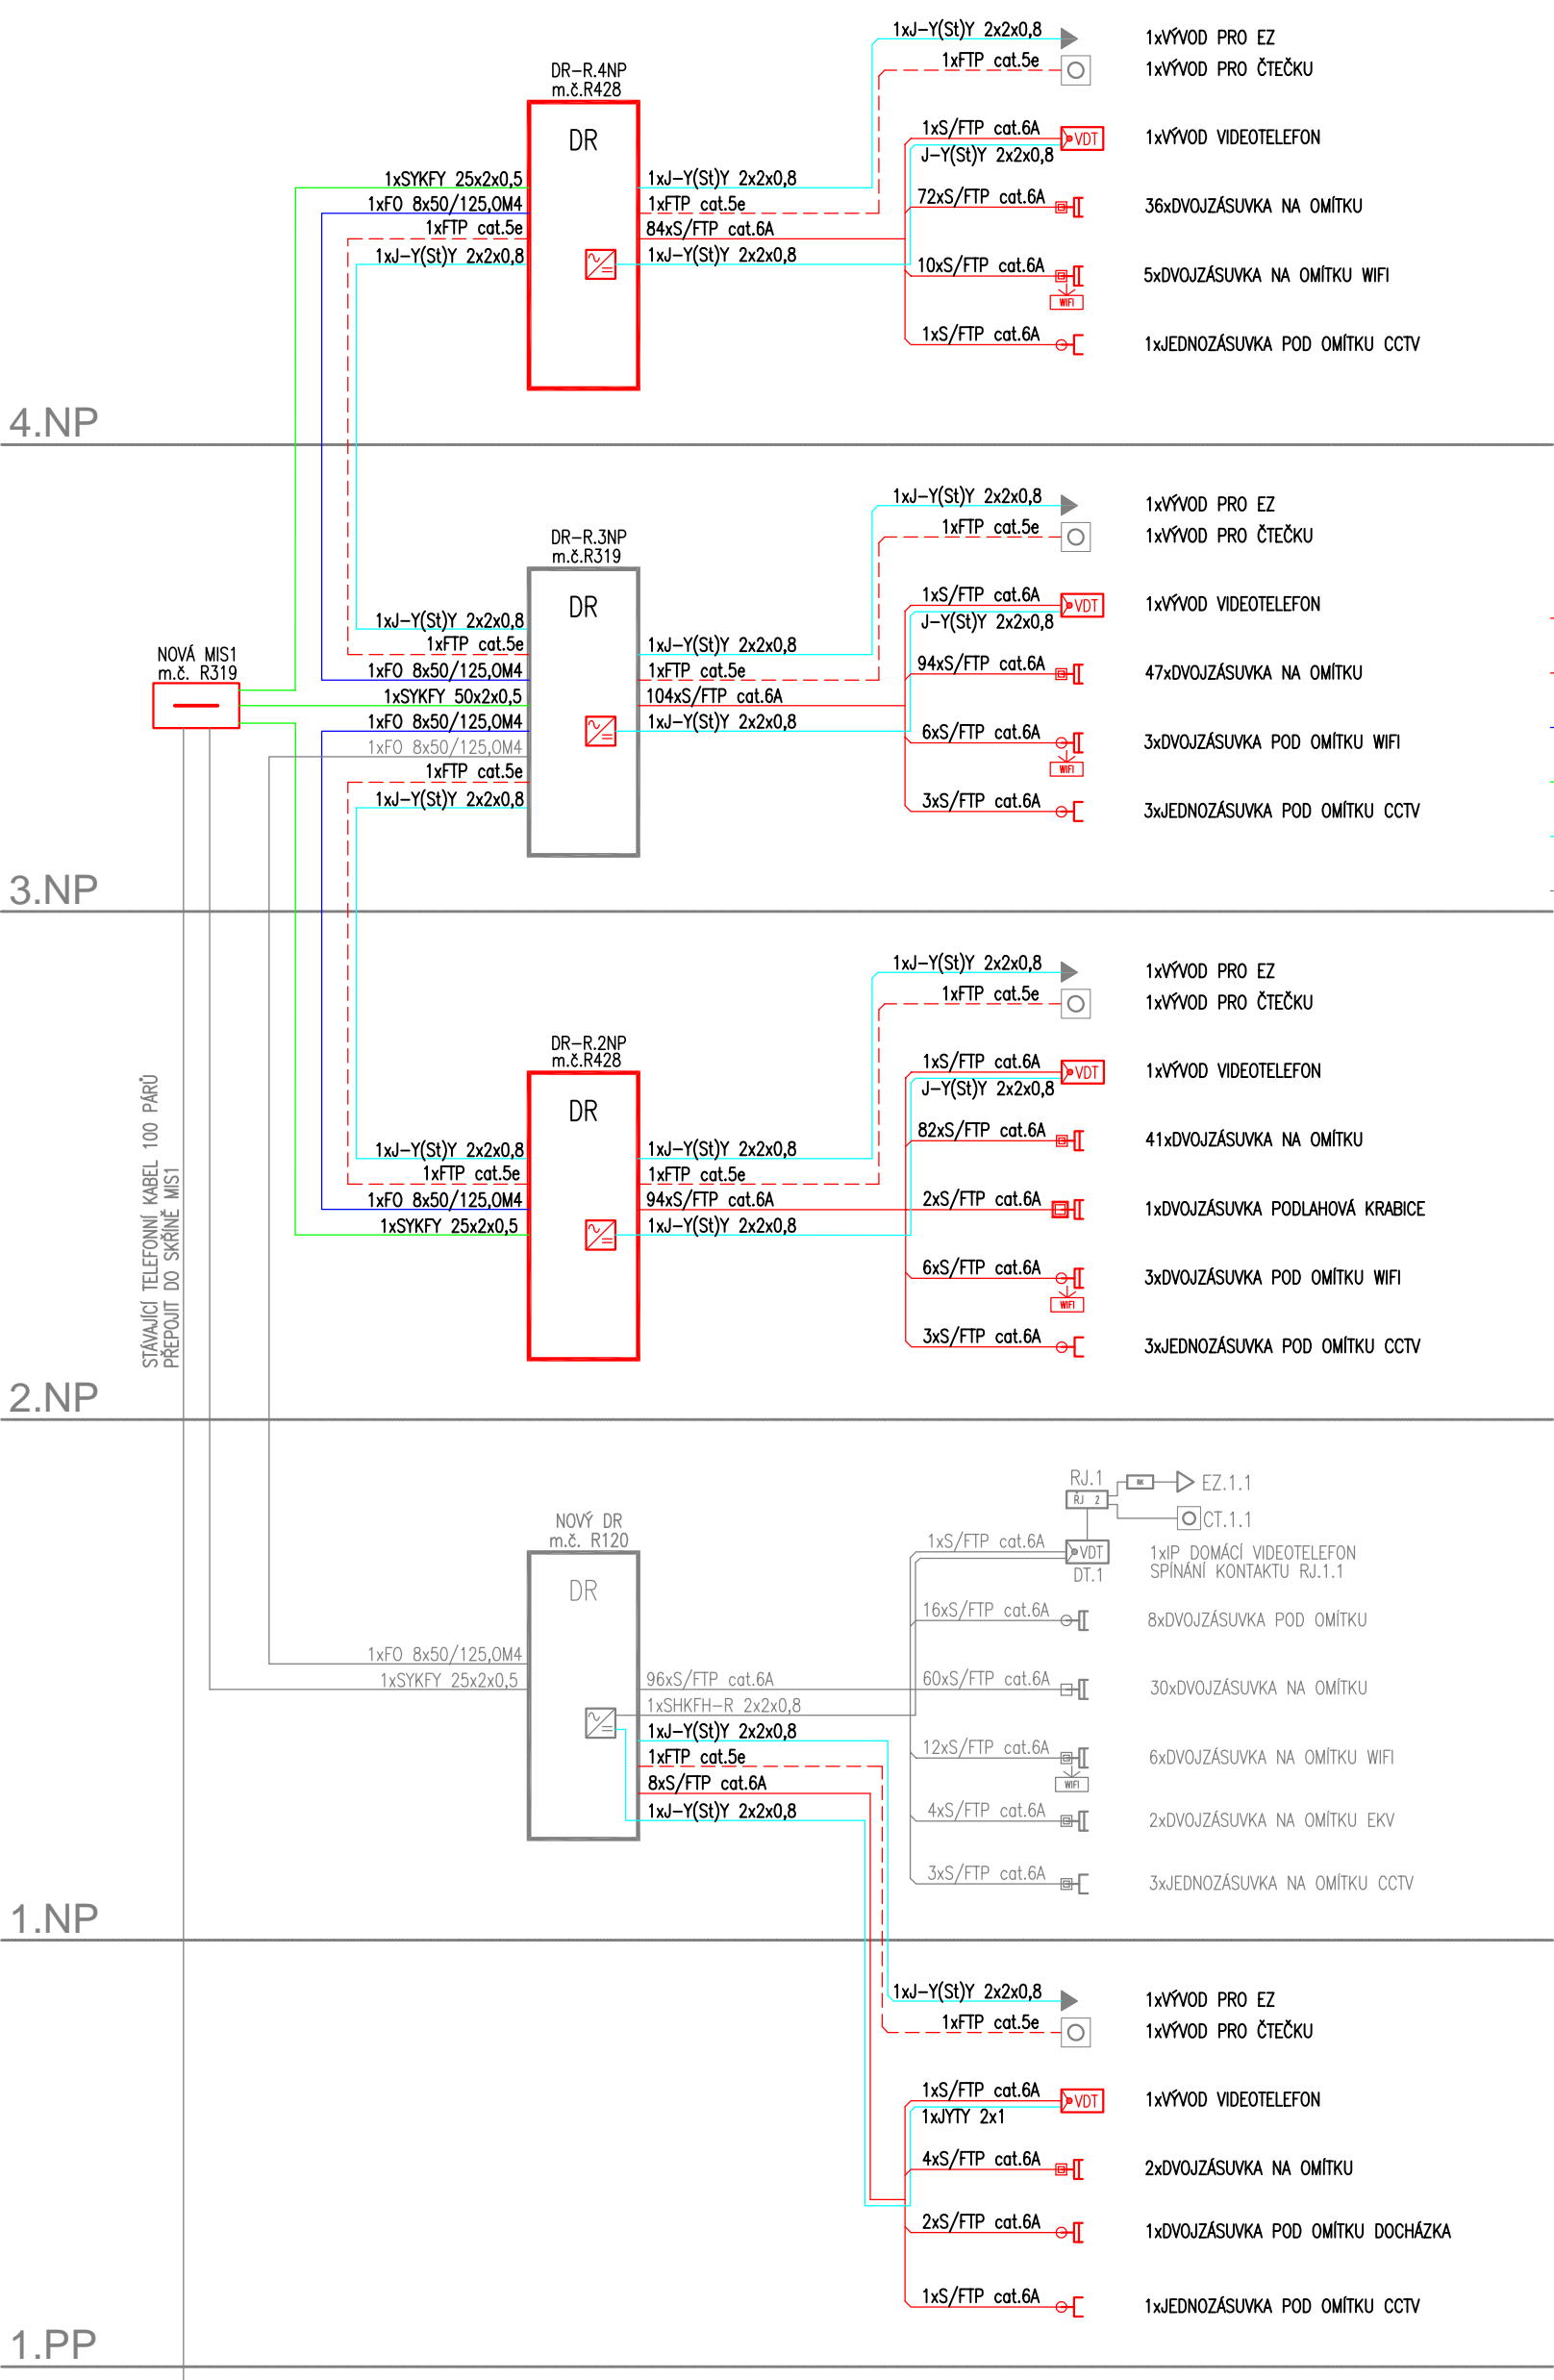 1xJ-Y(St)Y 2x2x0,8
1xVÝVOD PRO EZ
1xFTP cat.5e
1xVÝVOD PRO ČTEČKU
DR-R.4NP
m.č.R428
DR
1xS/FTP cat.6A
VDT
1xVÝVOD VIDEOTELEFON
J-Y(St)Y 2x2x0,8
1xSYKFY 25x2x0,5
1xJ-Y(St)Y 2x2x0,8
72xS/FTP cat.6A
36xDVOJZÁSUVKA NA OMÍTKU
1xFO 8x50/125,OM4
1xFTP cat.5e
1xFTP cat.5e
84xS/FTP cat.6A
1xJ-Y(St)Y 2x2x0,8
1xJ-Y(St)Y 2x2x0,8
10xS/FTP cat.6A
5xDVOJZÁSUVKA NA OMÍTKU WIFI
WIFI
1xS/FTP cat.6A
1xJEDNOZÁSUVKA POD OMÍTKU CCTV
4.NP
1xJ-Y(St)Y 2x2x0,8
1xVÝVOD PRO EZ
1xFTP cat.5e
1xVÝVOD PRO ČTEČKU
DR-R.3NP
m.č.R319
DR
1xS/FTP cat.6A
VDT
1xVÝVOD VIDEOTELEFON
J-Y(St)Y 2x2x0,8
1xJ-Y(St)Y 2x2x0,8
1xFTP cat.5e
1xJ-Y(St)Y 2x2x0,8
NOVÁ MIS1
m.č. R319
1xFO 8x50/125,OM4
1xFTP cat.5e
94xS/FTP cat.6A
47xDVOJZÁSUVKA NA OMÍTKU
1xSYKFY 50x2x0,5
104xS/FTP cat.6A
1xFO 8x50/125,OM4
1xJ-Y(St)Y 2x2x0,8
6xS/FTP cat.6A
3xDVOJZÁSUVKA POD OMÍTKU WIFI
WIFI
1xFO 8x50/125,OM4
1xFTP cat.5e
1xJ-Y(St)Y 2x2x0,8
3xS/FTP cat.6A
3xJEDNOZÁSUVKA POD OMÍTKU CCTV
3.NP
1xJ-Y(St)Y 2x2x0,8
1xVÝVOD PRO EZ
1xFTP cat.5e
1xVÝVOD PRO ČTEČKU
DR-R.2NP
m.č.R428
DR
1xS/FTP cat.6A
VDT
1xVÝVOD VIDEOTELEFON
J-Y(St)Y 2x2x0,8
82xS/FTP cat.6A
41xDVOJZÁSUVKA NA OMÍTKU
1xJ-Y(St)Y 2x2x0,8
1xJ-Y(St)Y 2x2x0,8
1xFTP cat.5e
1xFTP cat.5e
1xFO 8x50/125,OM4
94xS/FTP cat.6A
2xS/FTP cat.6A
1xDVOJZÁSUVKA PODLAHOVÁ KRABICE
1xSYKFY 25x2x0,5
1xJ-Y(St)Y 2x2x0,8
6xS/FTP cat.6A
3xDVOJZÁSUVKA POD OMÍTKU WIFI
WIFI
3xS/FTP cat.6A
3xJEDNOZÁSUVKA POD OMÍTKU CCTV
STÁVAJÍCÍ TELEFONNÍ KABEL 100 PÁRŮ
PŘEPOJIT DO SKŘÍNĚ MIS1
2.NP
RJ.1
RK
EZ.1.1
ŘJ 2
CT.1.1
NOVÝ DR
m.č. R120
DR
1xS/FTP cat.6A
VDT
DT.1
1xIP DOMÁCÍ VIDEOTELEFON
SPÍNÁNÍ KONTAKTU RJ.1.1
16xS/FTP cat.6A
8xDVOJZÁSUVKA POD OMÍTKU
1xFO 8x50/125,OM4
1xSYKFY 25x2x0,5
96xS/FTP cat.6A
60xS/FTP cat.6A
30xDVOJZÁSUVKA NA OMÍTKU
1xSHKFH-R 2x2x0,8
1xJ-Y(St)Y 2x2x0,8
12xS/FTP cat.6A
6xDVOJZÁSUVKA NA OMÍTKU WIFI
WIFI
1xFTP cat.5e
8xS/FTP cat.6A
1xJ-Y(St)Y 2x2x0,8
4xS/FTP cat.6A
2xDVOJZÁSUVKA NA OMÍTKU EKV
3xS/FTP cat.6A
3xJEDNOZÁSUVKA NA OMÍTKU CCTV
1.NP
1xJ-Y(St)Y 2x2x0,8
1xVÝVOD PRO EZ
1xFTP cat.5e
1xVÝVOD PRO ČTEČKU
1xS/FTP cat.6A
VDT
1xVÝVOD VIDEOTELEFON
1xJYTY 2x1
4xS/FTP cat.6A
2xDVOJZÁSUVKA NA OMÍTKU
2xS/FTP cat.6A
1xDVOJZÁSUVKA POD OMÍTKU DOCHÁZKA
1xS/FTP cat.6A
1xJEDNOZÁSUVKA POD OMÍTKU CCTV
1.PP